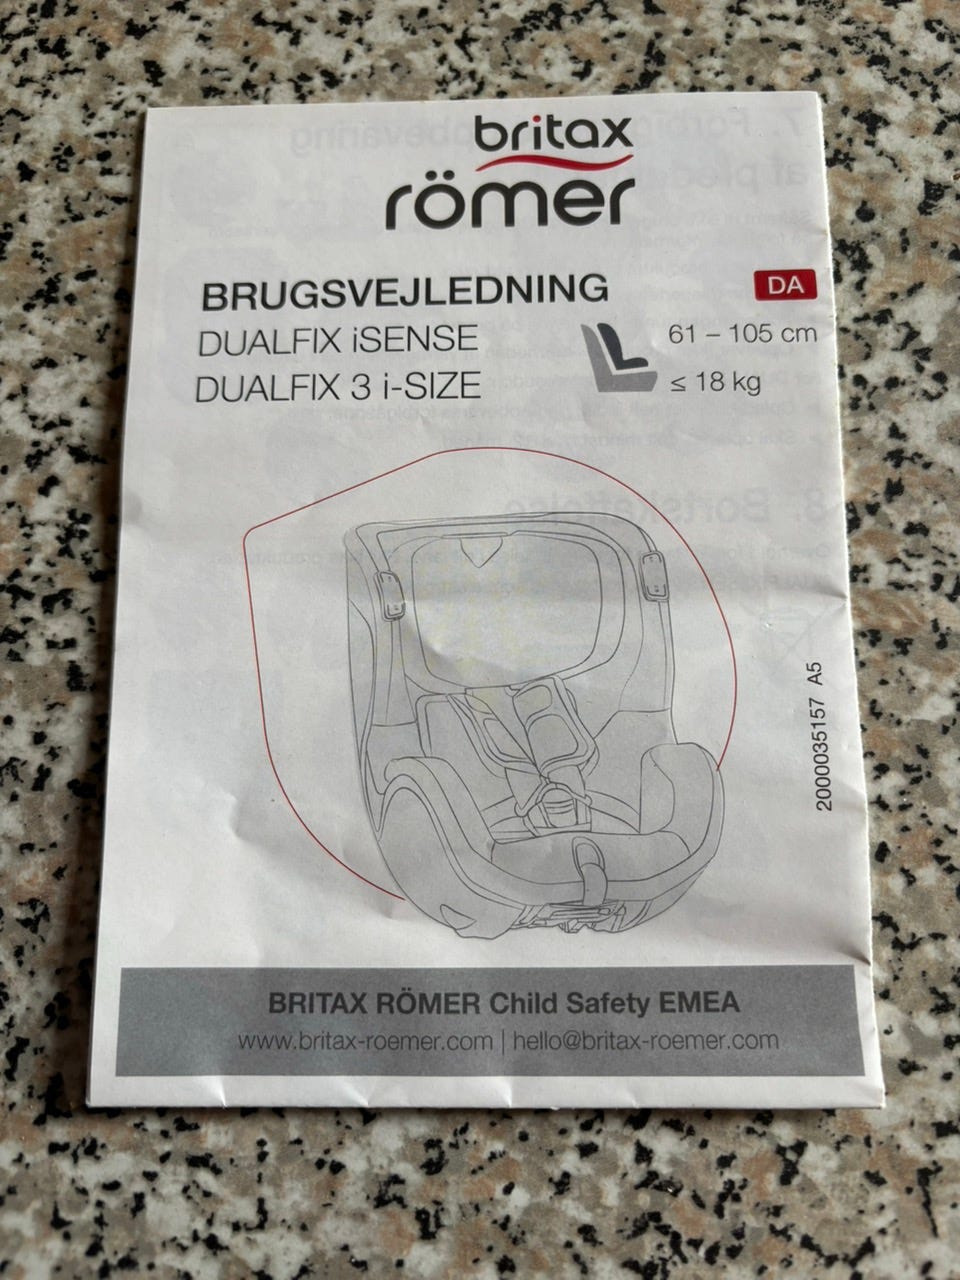 britax
römer
BRUGSVEJLEDNING DA
DUALFIX iSENSE 61 – 105 cm
DUALFIX 3 i-SIZE ≤ 18 kg
2000035157 A5
BRITAX RÖMER Child Safety EMEA
www.britax-roemer.com | hello@britax-roemer.com